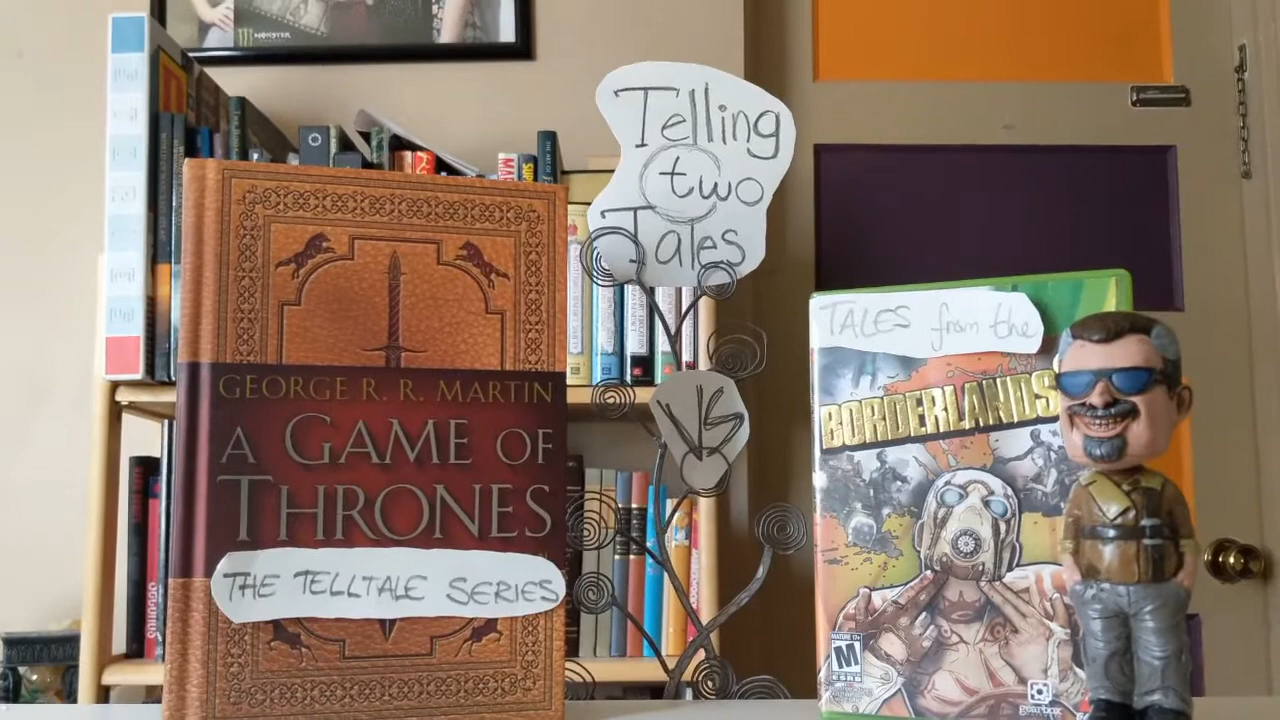 MONSTER
Telling
two
Tales
GEORGE R. R. MARTIN
A GAME OF
THRONES
THE TELLTALE SERIES
VS
TALES from the
BORDERLANDS
MATURE 17+
M
ESRB
gearbox